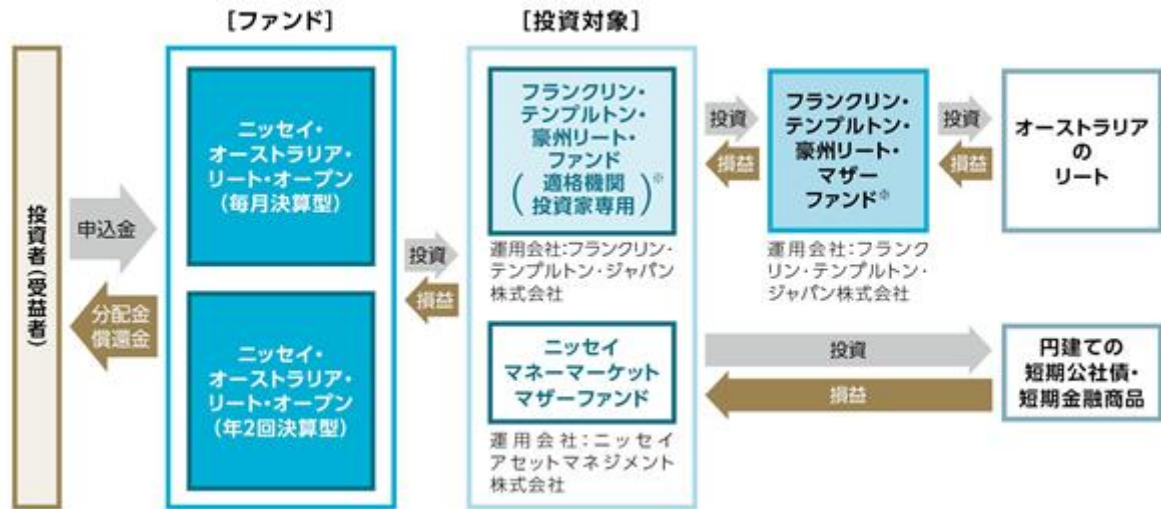 [ファンド]
[投資対象]
投資者(受益者)
申込金
分配金
償還金
ニッセイ・
オーストラリア・
リート・オープン
(毎月決算型)
ニッセイ・
オーストラリア・
リート・オープン
(年2回決算型)
投資
損益
フランクリン・
テンプルトン・
豪州リート・
ファンド
(適格機関
投資家専用)※
運用会社:フランクリン・
テンプルトン・ジャパン
株式会社
ニッセイ
マネーマーケット
マザーファンド
運用会社:ニッセイ
アセットマネジメント
株式会社
投資
損益
フランクリン・
テンプルトン・
豪州リート・
マザー
ファンド※
運用会社:フランク
リン・テンプルトン・
ジャパン株式会社
投資
損益
オーストラリア
の
リート
投資
損益
円建ての
短期公社債・
短期金融商品